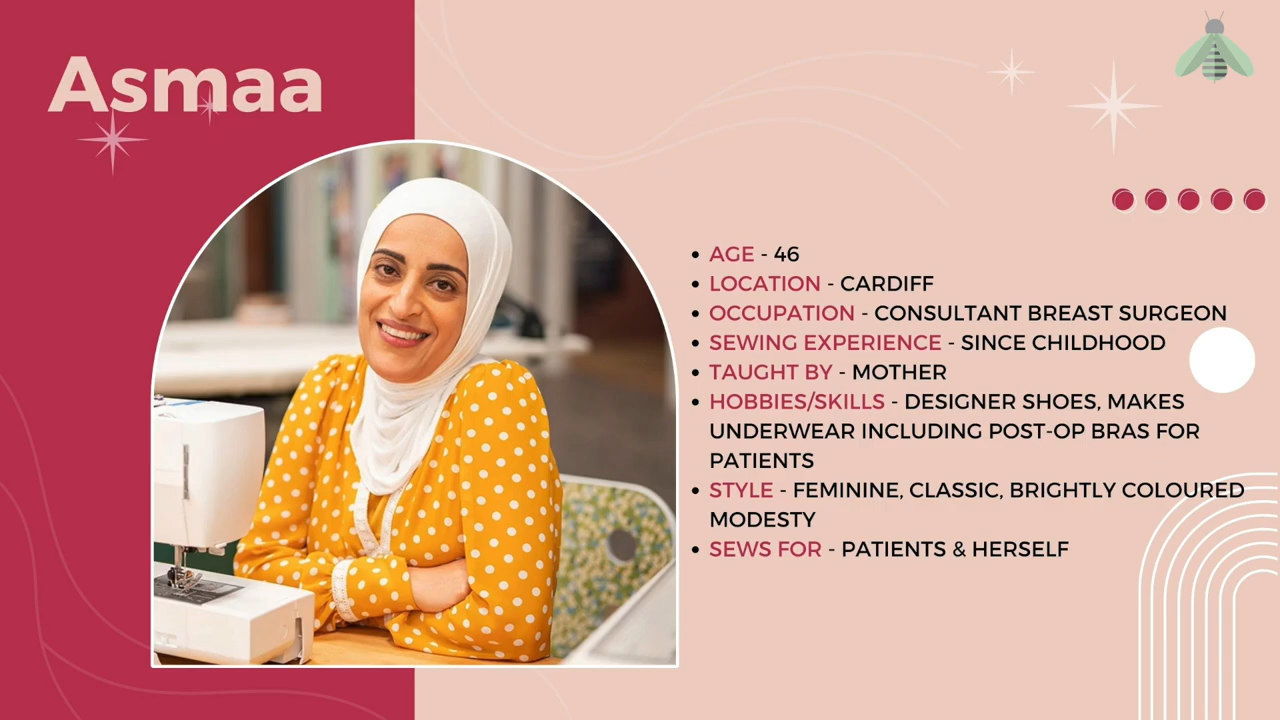 Asmaa
AGE - 46
LOCATION - CARDIFF
OCCUPATION - CONSULTANT BREAST SURGEON
SEWING EXPERIENCE - SINCE CHILDHOOD
TAUGHT BY - MOTHER
HOBBIES/SKILLS - DESIGNER SHOES, MAKES
UNDERWEAR INCLUDING POST-OP BRAS FOR
PATIENTS
STYLE - FEMININE, CLASSIC, BRIGHTLY COLOURED
MODESTY
SEWS FOR - PATIENTS & HERSELF